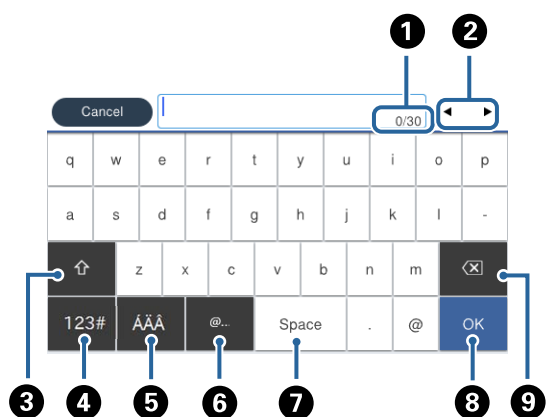 1 2
Cancel 0/30
q w e r t y u i o p
a s d f g h j k l -
z x c v b n m
123# ÁÄÂ @... Space . @ OK
3 4 5 6 7 8 9